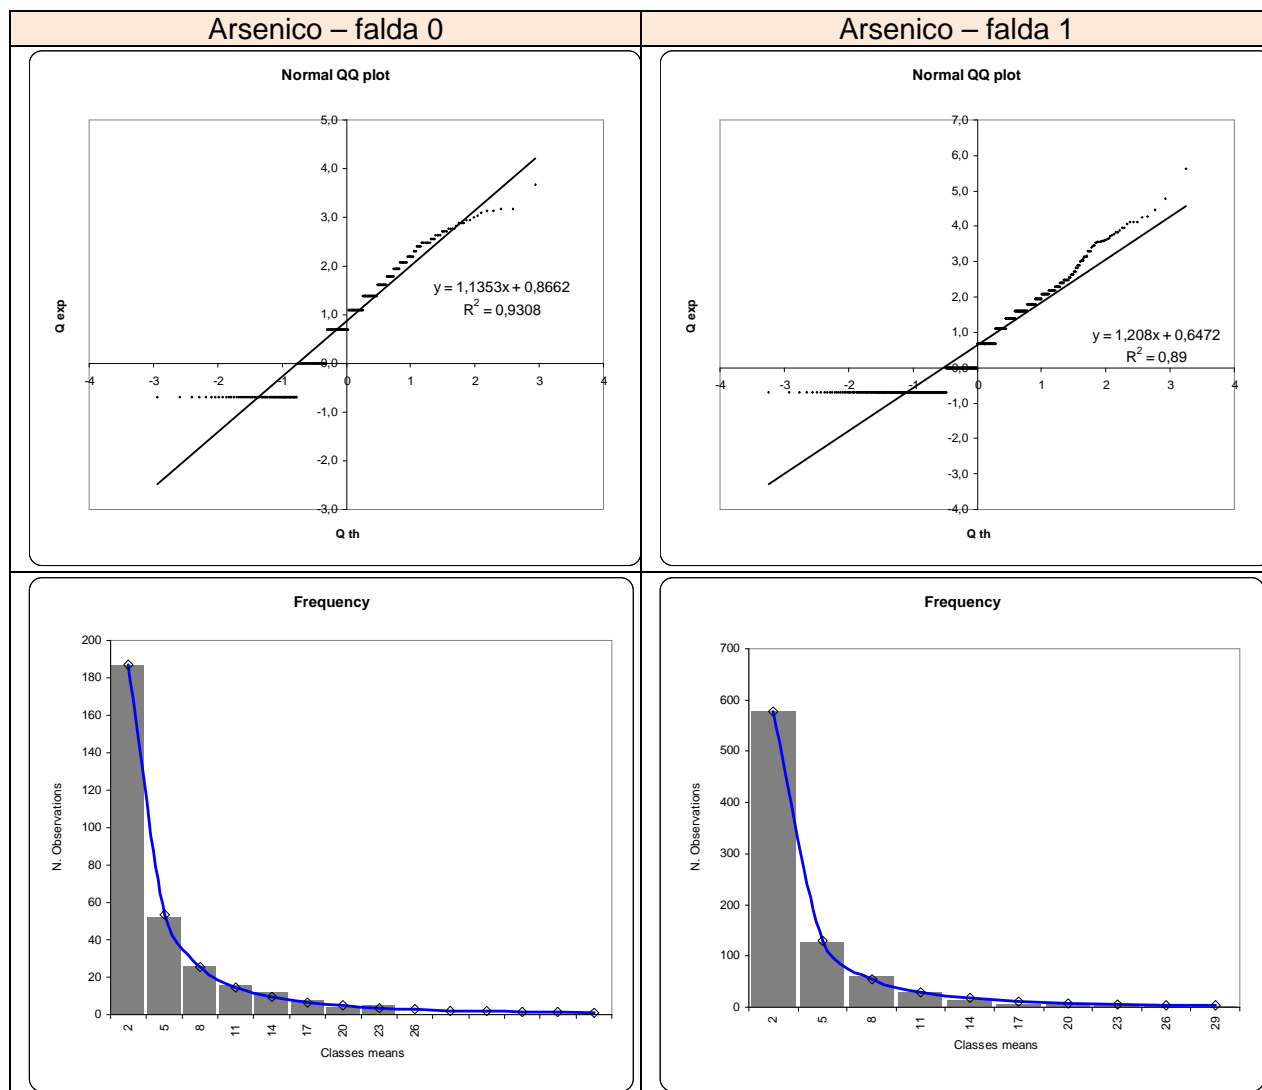 Arsenico – falda 0
Arsenico – falda 1
Normal QQ plot
5,0
4,0
3,0
2,0
1,0
0,0
-1,0
-2,0
-3,0
-4 -3 -2 -1 0 1 2 3 4
y = 1,1353x + 0,8662
R² = 0,9308
Q exp
Q th
Normal QQ plot
7,0
6,0
5,0
4,0
3,0
2,0
1,0
0,0
-1,0
-2,0
-3,0
-4,0
-4 -3 -2 -1 0 1 2 3 4
y = 1,208x + 0,6472
R² = 0,89
Q exp
Q th
Frequency
200
180
160
140
120
100
80
60
40
20
0
2 5 8 11 14 17 20 23 26
N. Observations
Classes means
Frequency
700
600
500
400
300
200
100
0
2 5 8 11 14 17 20 23 26 29
N. Observations
Classes means